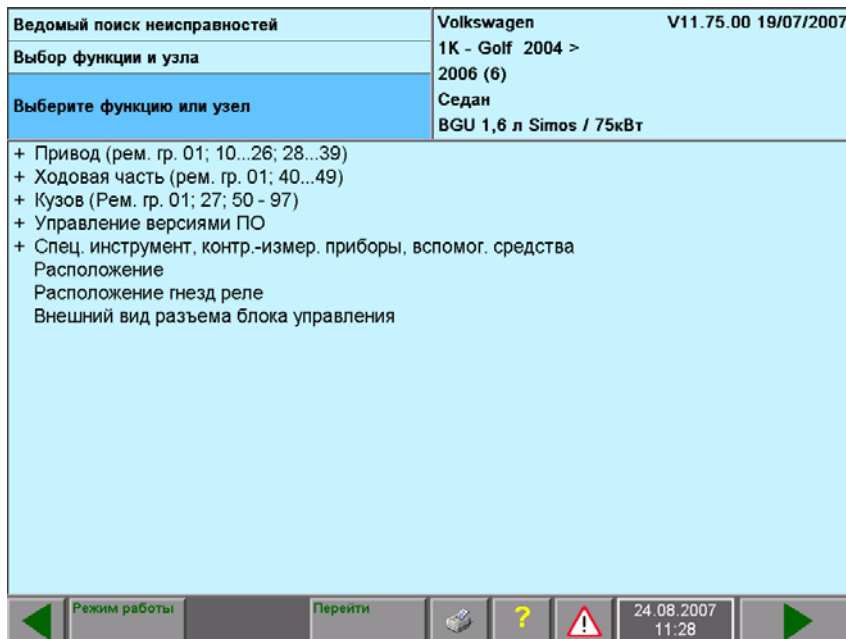 Ведомый поиск неисправностей
Выбор функции и узла
Выберите функцию или узел
Volkswagen V11.75.00 19/07/2007
1K - Golf 2004 >
2006 (6)
Седан
BGU 1,6 л Simos / 75кВт
+ Привод (рем. гр. 01; 10...26; 28...39)
+ Ходовая часть (рем. гр. 01; 40...49)
+ Кузов (Рем. гр. 01; 27; 50 - 97)
+ Управление версиями ПО
+ Спец. инструмент, контр.-измер. приборы, вспомог. средства
Расположение
Расположение гнезд реле
Внешний вид разъема блока управления
Режим работы
Перейти
?
24.08.2007
11:28